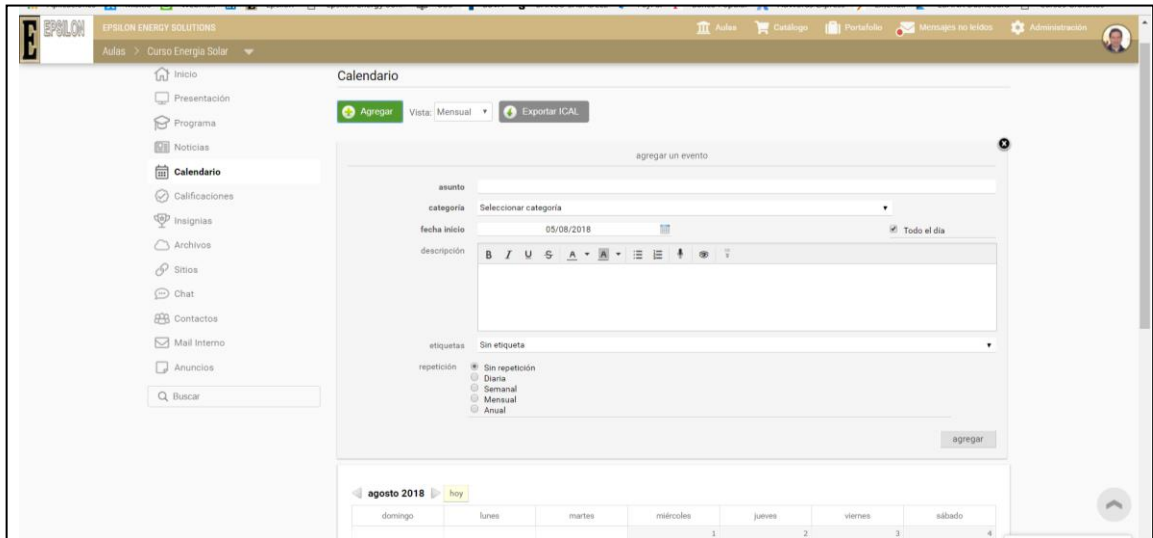 E EPSILON
EPSILON ENERGY SOLUTIONS
Aulas Catálogo Portafolio Mensajes no leídos Administración
Aulas > Curso Energia Solar
Inicio
Presentación
Programa
Noticias
Calendario
Calificaciones
Insignias
Archivos
Sitios
Chat
Contactos
Mail Interno
Anuncios
Buscar
Calendario
Agregar Vista: Mensual Exportar ICAL
agregar un evento
asunto
categoría Seleccionar categoría
fecha inicio 05/08/2018 Todo el día
descripción
B I U S A A
etiquetas Sin etiqueta
repetición Sin repetición
Diaria
Semanal
Mensual
Anual
agregar
agosto 2018 hoy
domingo lunes martes miércoles jueves viernes sábado
1 2 3 4